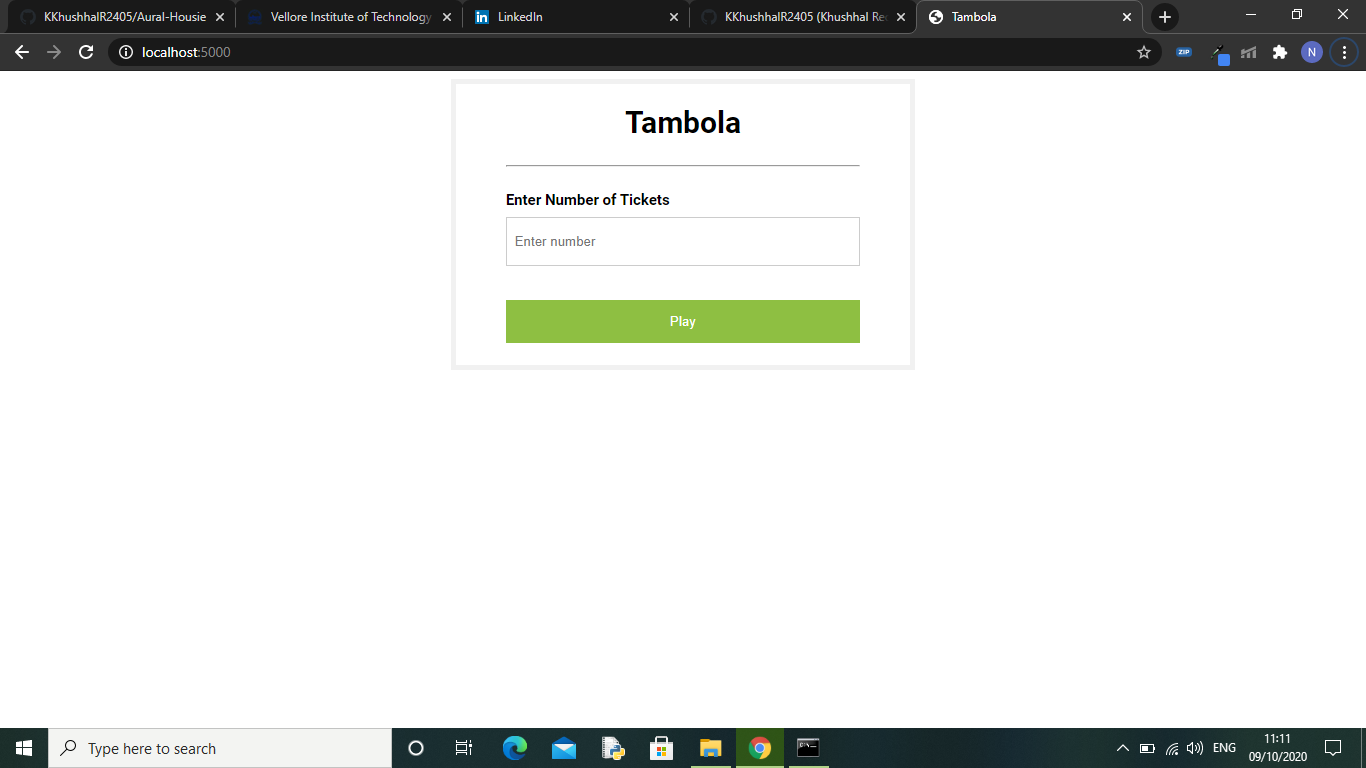 KKhushhalR2405/Aural-Housie
Vellore Institute of Technology
LinkedIn
KKhushhalR2405 (Khushhal Re
Tambola
localhost:5000
ZIP
N
Tambola
Enter Number of Tickets
Enter number
Play
Type here to search
ENG
11:11
09/10/2020